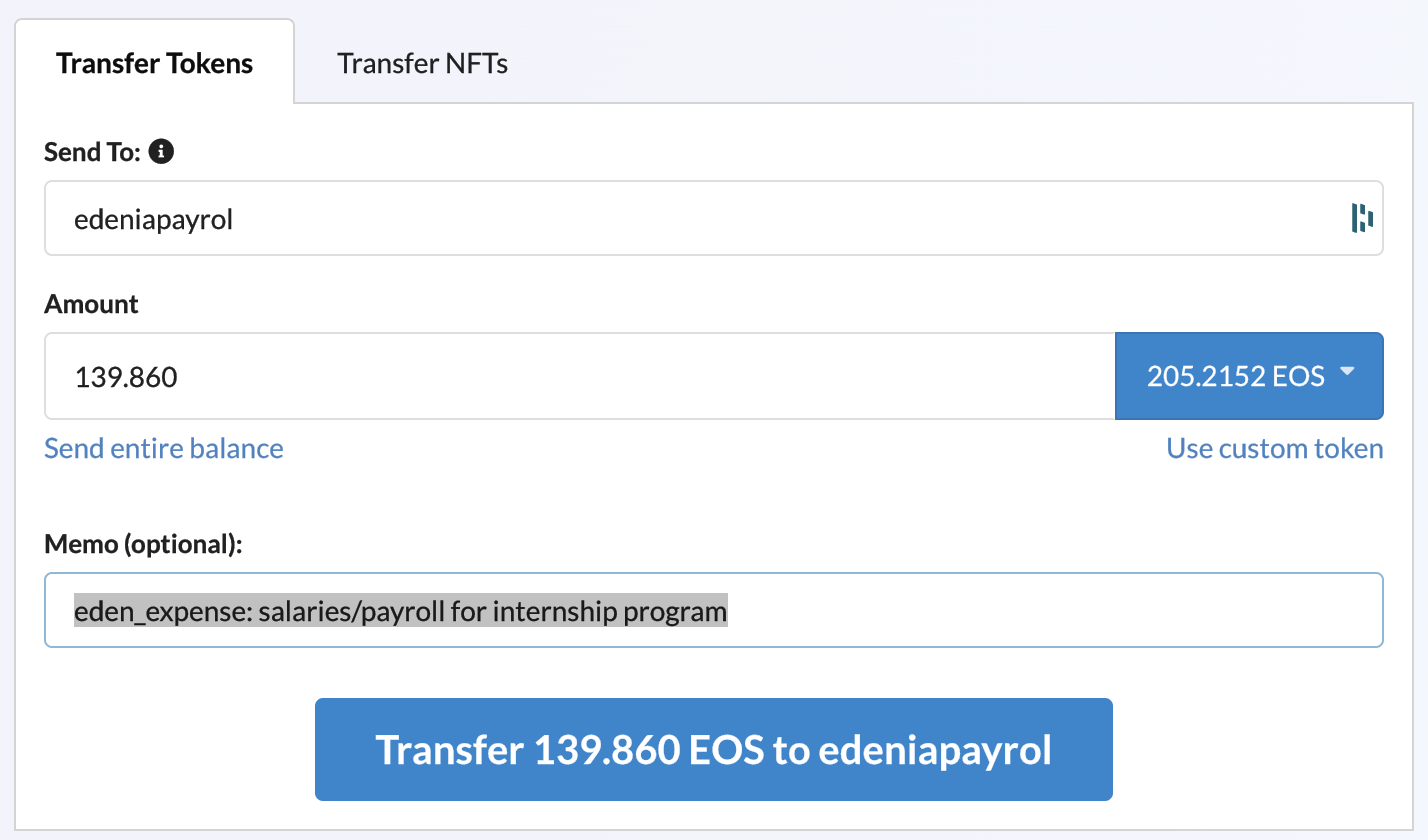 Transfer Tokens
Transfer NFTs
Send To:
edeniapayrol
Amount
139.860
205.2152 EOS
Send entire balance
Use custom token
Memo (optional):
eden_expense: salaries/payroll for internship program
Transfer 139.860 EOS to edeniapayrol